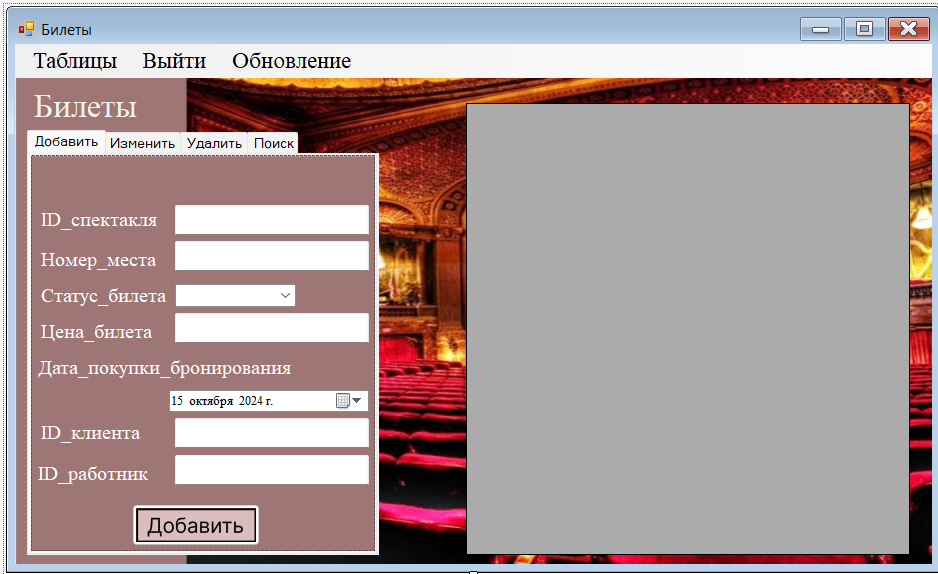 Билеты
Таблицы Выйти Обновление
Билеты
Добавить Изменить Удалить Поиск
ID_спектакля
Номер_места
Статус_билета
Цена_билета
Дата_покупки_бронирования
15 октября 2024 г.
ID_клиента
ID_работник
Добавить